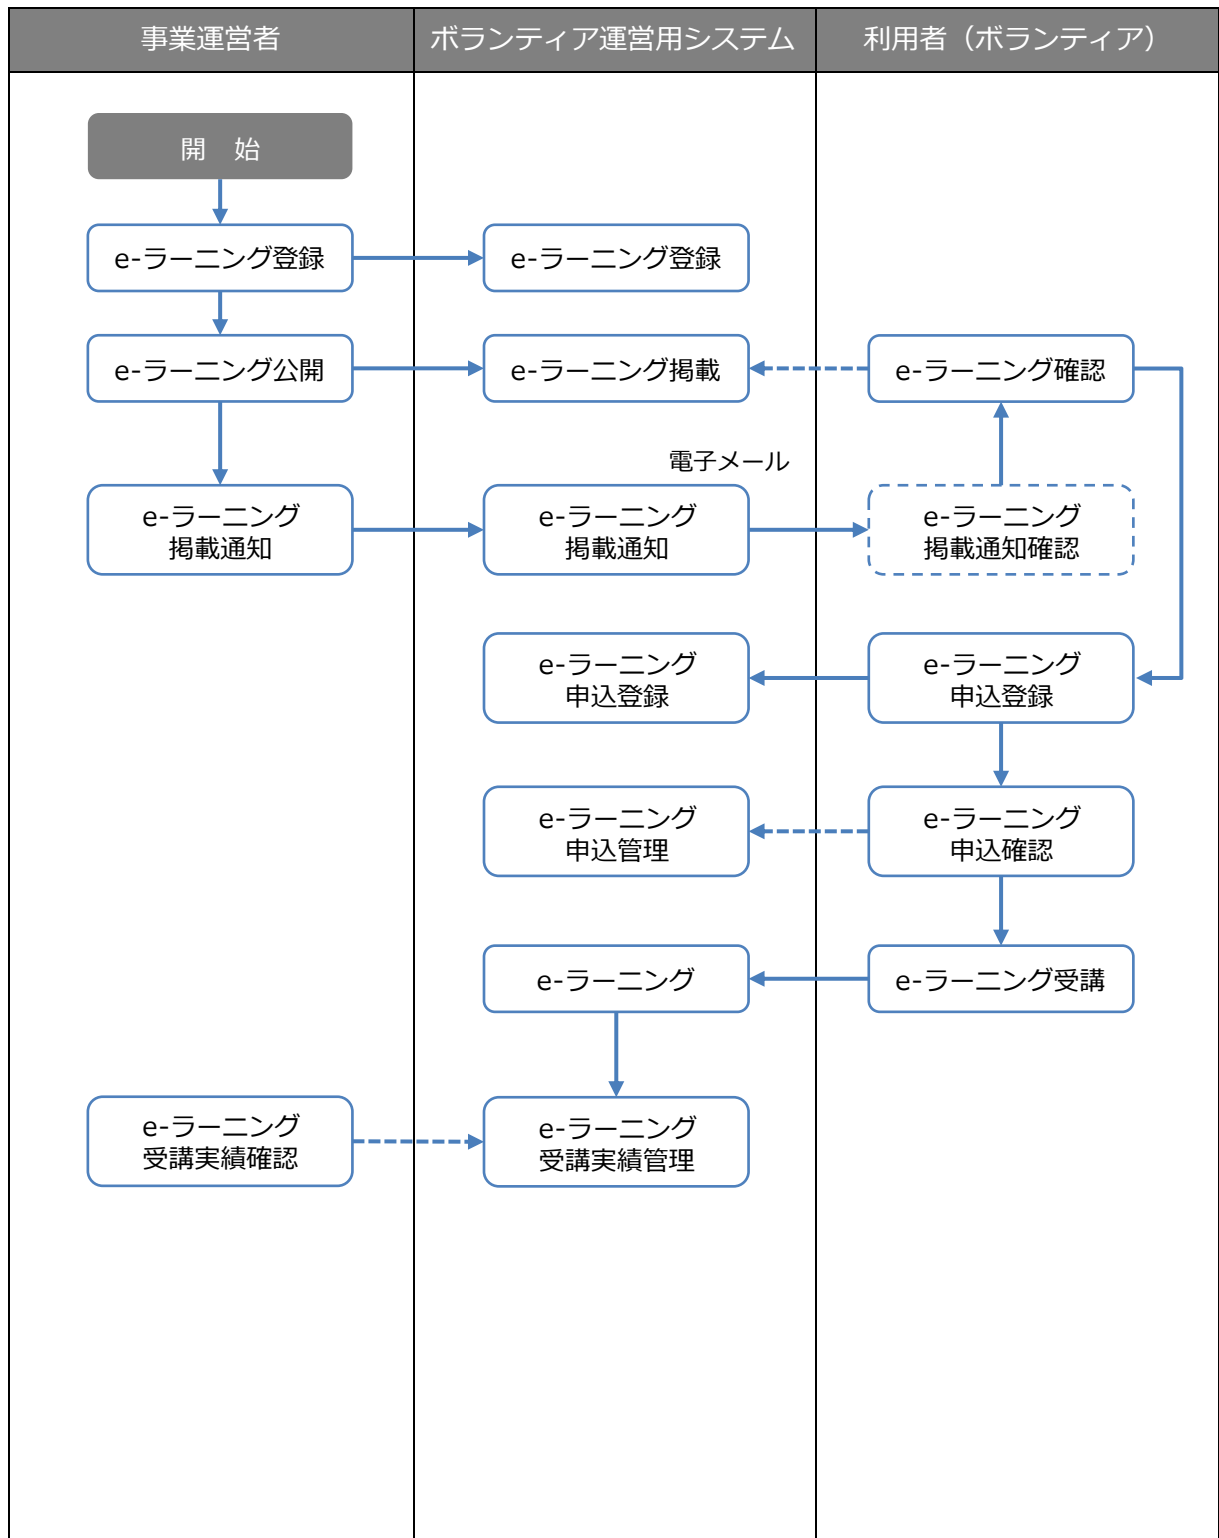 事業運営者
ボランティア運営用システム
利用者（ボランティア）
開　始
e-ラーニング登録
e-ラーニング登録
e-ラーニング公開
e-ラーニング掲載
e-ラーニング確認
電子メール
e-ラーニング
掲載通知
e-ラーニング
掲載通知
e-ラーニング
掲載通知確認
e-ラーニング
申込登録
e-ラーニング
申込登録
e-ラーニング
申込管理
e-ラーニング
申込確認
e-ラーニング
e-ラーニング受講
e-ラーニング
受講実績確認
e-ラーニング
受講実績管理